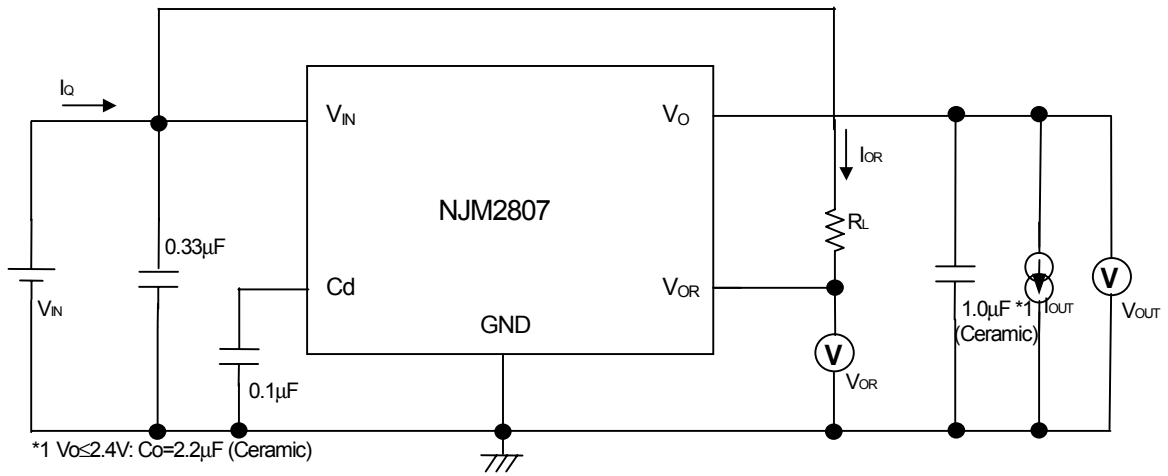 IQ
VIN
VO
IOR
NJM2807
RL
0.33μF
Cd
VOR
VIN
GND
1.0μF *1
(Ceramic)
IOUT
V
VOUT
V
VOR
0.1μF
*1 Vo≤2.4V: Co=2.2μF (Ceramic)